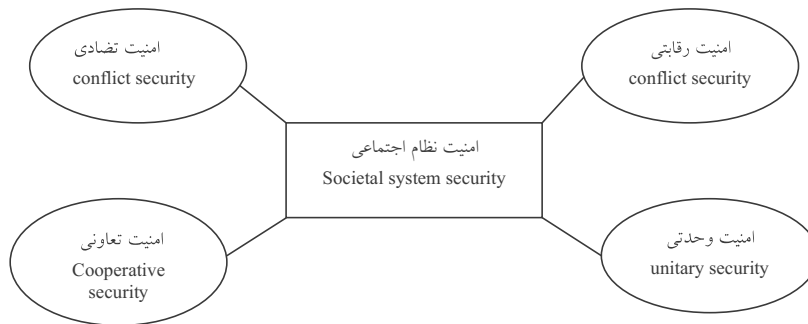 امنیت تضادی
conflict security
امنیت رقابتی
conflict security
امنیت نظام اجتماعی
Societal system security
امنیت تعاونی
Cooperative
security
امنیت وحدتی
unitary security